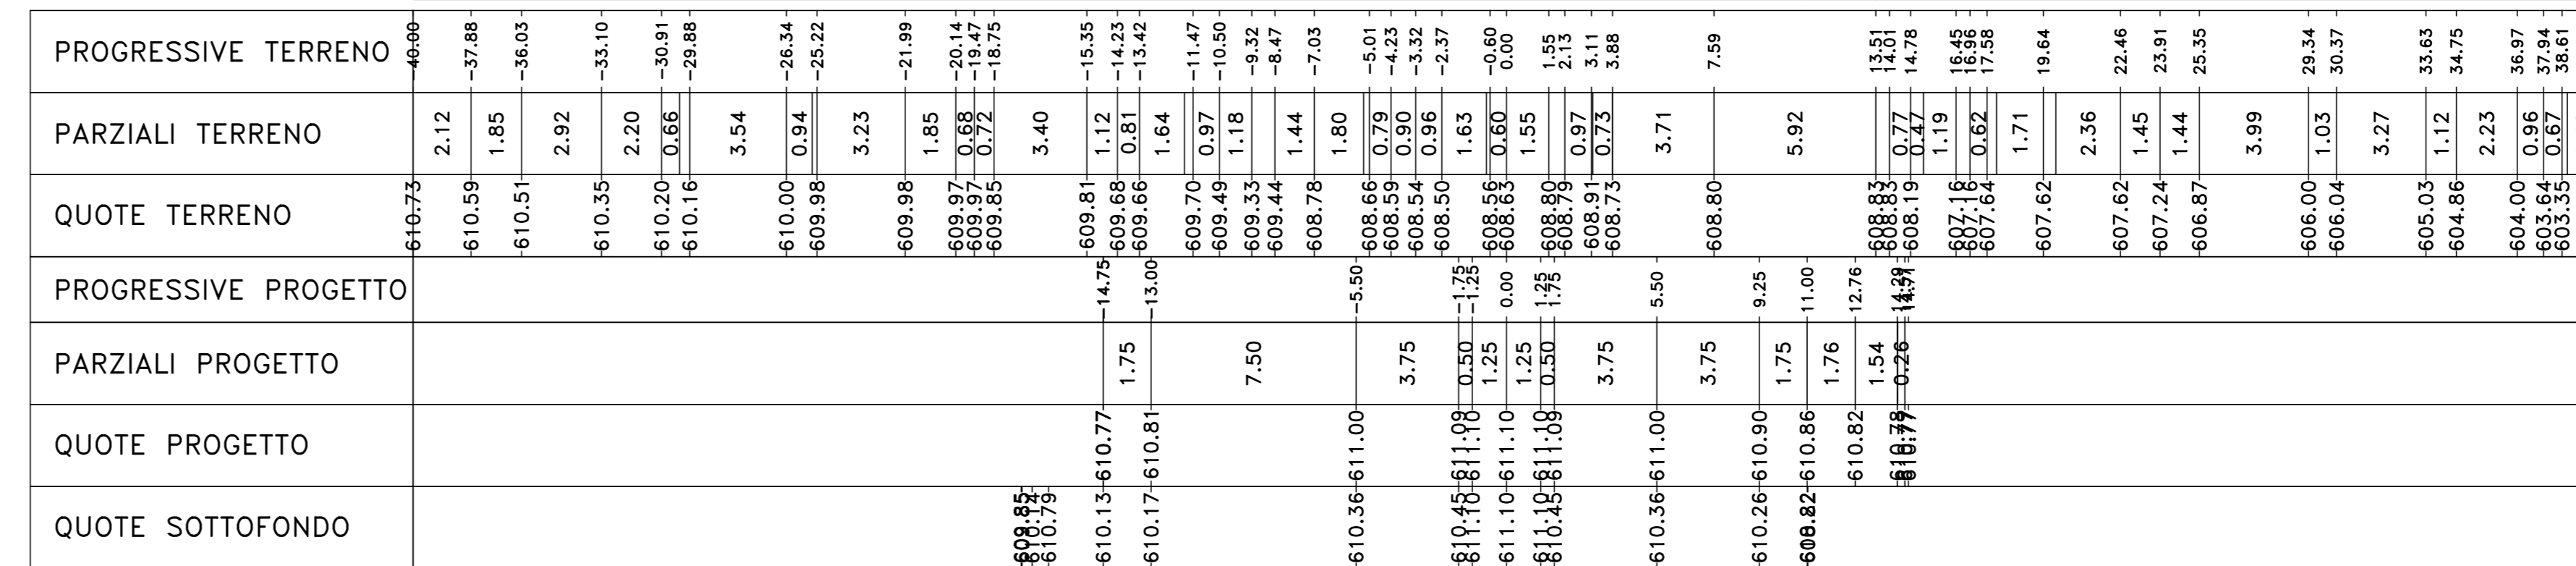 PROGRESSIVE TERRENO -40.00 -37.88 -36.03 -33.10 -30.91 -29.88 -26.34 -25.22 -21.99 -20.14 -19.47 -18.75 -15.35 -14.23 -13.42 -11.47 -10.50 -9.32 -8.47 -7.03 -5.01 -4.23 -3.32 -2.37 -0.60 0.00 1.55 2.13 3.11 3.88 7.59 13.51 14.01 14.78 16.45 16.96 17.58 19.64 22.46 23.91 25.35 29.34 30.37 33.63 34.75 36.97 37.94 38.61
PARZIALI TERRENO 2.12 1.85 2.92 2.20 0.66 3.54 0.94 3.23 1.85 0.68 0.72 3.40 1.12 0.81 1.64 0.97 1.18 1.44 1.80 0.79 0.90 0.96 1.63 0.60 1.55 0.97 0.73 3.71 5.92 0.77 0.47 1.19 0.62 1.71 2.36 1.45 1.44 3.99 1.03 3.27 1.12 2.23 0.96 0.67
QUOTE TERRENO 610.73 610.59 610.51 610.35 610.20 610.16 610.00 609.98 609.98 609.97 609.97 609.85 609.81 609.68 609.66 609.70 609.49 609.33 609.44 608.78 608.66 608.59 608.54 608.50 608.56 608.63 608.80 608.79 608.91 608.73 608.80 608.83 608.83 608.19 607.16 607.16 607.64 607.62 607.62 607.24 606.87 606.00 606.04 605.03 604.86 604.00 603.64 603.35
PROGRESSIVE PROGETTO -14.75 -13.00 -5.50 -1.75 -1.25 0.00 1.25 1.75 5.50 9.25 11.00 12.76 14.29 14.71
PARZIALI PROGETTO 1.75 7.50 3.75 0.50 1.25 1.25 0.50 3.75 3.75 1.75 1.76 1.54 0.26
QUOTE PROGETTO 610.77 610.81 611.00 611.09 611.10 611.10 611.10 611.09 611.00 610.90 610.86 610.82 610.78 610.77
QUOTE SOTTOFONDO 609.85 610.14 610.79 610.13 610.17 610.36 610.45 611.10 611.10 611.10 610.45 610.36 610.26